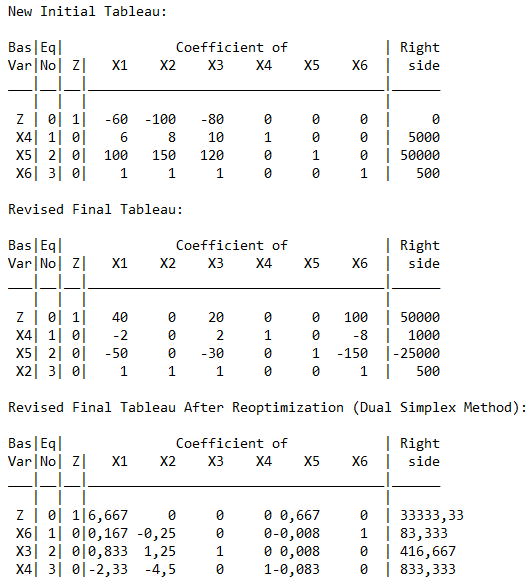 New Initial Tableau:
Bas|Eq| Coefficient of | Right
Var|No| Z| X1 X2 X3 X4 X5 X6 | side
Z | 0| 1| -60 -100 -80 0 0 0 | 0
X4| 1| 0| 6 8 10 1 0 0 | 5000
X5| 2| 0| 100 150 120 0 1 0 | 50000
X6| 3| 0| 1 1 1 0 0 1 | 500
Revised Final Tableau:
Bas|Eq| Coefficient of | Right
Var|No| Z| X1 X2 X3 X4 X5 X6 | side
Z | 0| 1| 40 0 20 0 0 100 | 50000
X4| 1| 0| -2 0 2 1 0 -8 | 1000
X5| 2| 0| -50 0 -30 0 1 -150 |-25000
X2| 3| 0| 1 1 1 0 0 1 | 500
Revised Final Tableau After Reoptimization (Dual Simplex Method):
Bas|Eq| Coefficient of | Right
Var|No| Z| X1 X2 X3 X4 X5 X6 | side
Z | 0| 1|6,667 0 0 0 0,667 0 | 33333,33
X6| 1| 0|0,167 -0,25 0 0-0,008 1 | 83,333
X3| 2| 0|0,833 1,25 1 0 0,008 0 | 416,667
X4| 3| 0|-2,33 -4,5 0 1-0,083 0 | 833,333